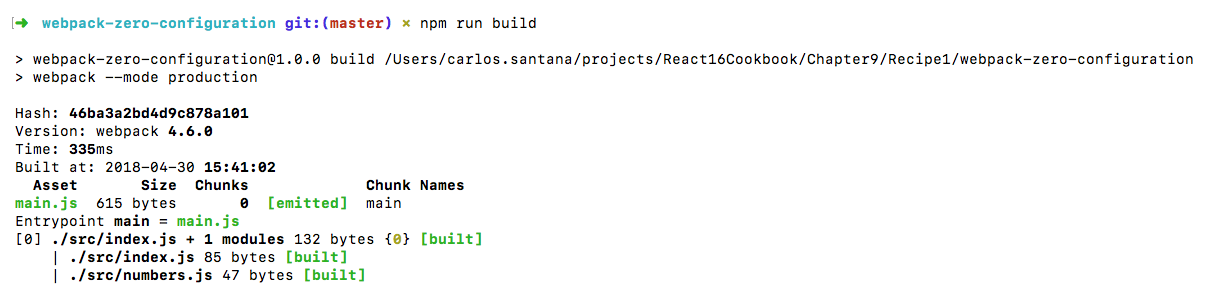 ➜ webpack-zero-configuration git:(master) × npm run build
> webpack-zero-configuration@1.0.0 build /Users/carlos.santana/projects/React16Cookbook/Chapter9/Recipe1/webpack-zero-configuration
> webpack --mode production
Hash: 46ba3a2bd4d9c878a101
Version: webpack 4.6.0
Time: 335ms
Built at: 2018-04-30 15:41:02
Asset Size Chunks Chunk Names
main.js 615 bytes 0 [emitted] main
Entrypoint main = main.js
[0] ./src/index.js + 1 modules 132 bytes {0} [built]
| ./src/index.js 85 bytes [built]
| ./src/numbers.js 47 bytes [built]